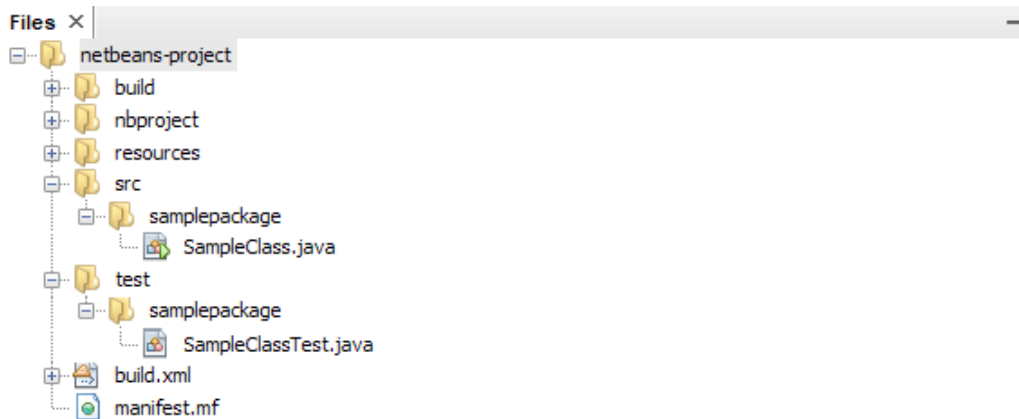 Files
netbeans-project
build
nbproject
resources
src
samplepackage
SampleClass.java
test
samplepackage
SampleClassTest.java
build.xml
manifest.mf